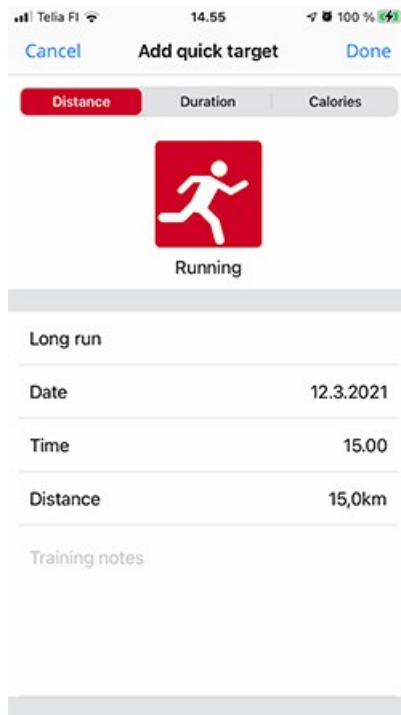 Telia FI 14.55 100 %
Cancel Add quick target Done
Distance Duration Calories
Running
Long run
Date 12.3.2021
Time 15.00
Distance 15,0km
Training notes